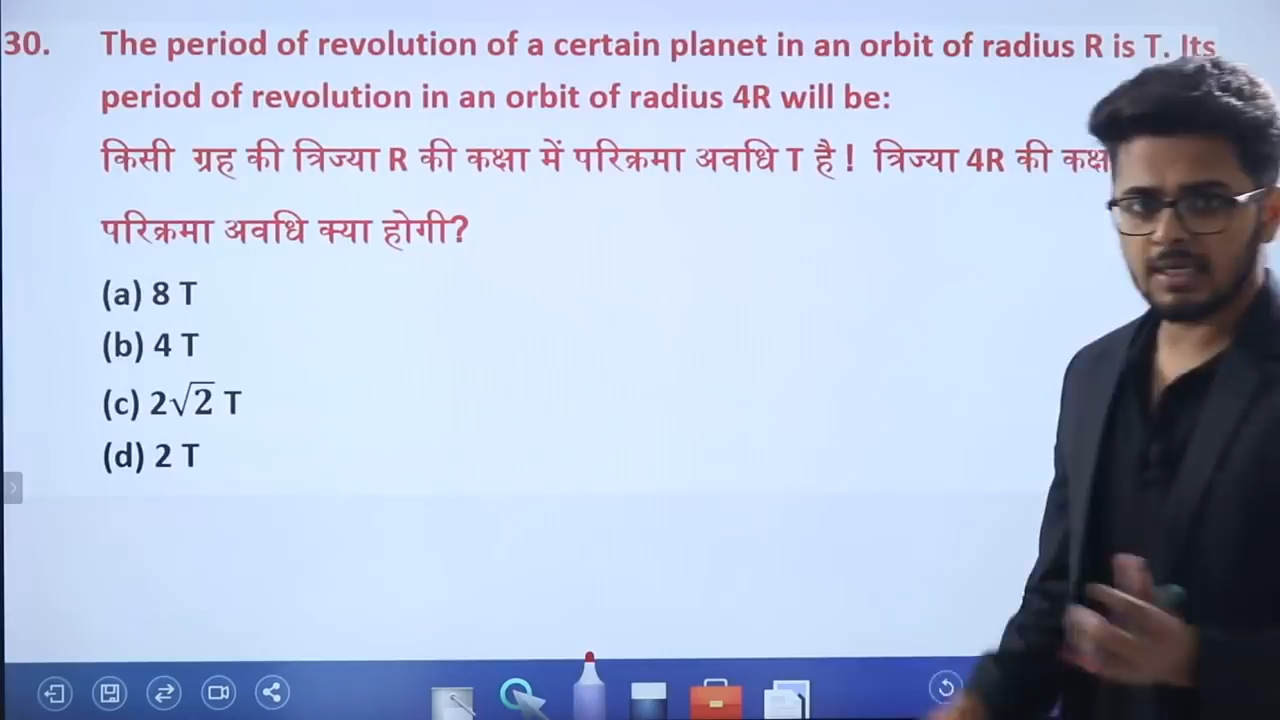 30. The period of revolution of a certain planet in an orbit of radius R is T. Its
period of revolution in an orbit of radius 4R will be:
किसी ग्रह की त्रिज्या R की कक्षा में परिक्रमा अवधि T है ! त्रिज्या 4R की
परिक्रमा अवधि क्या होगी?
(a) 8 T
(b) 4 T
(c) 2√2 T
(d) 2 T